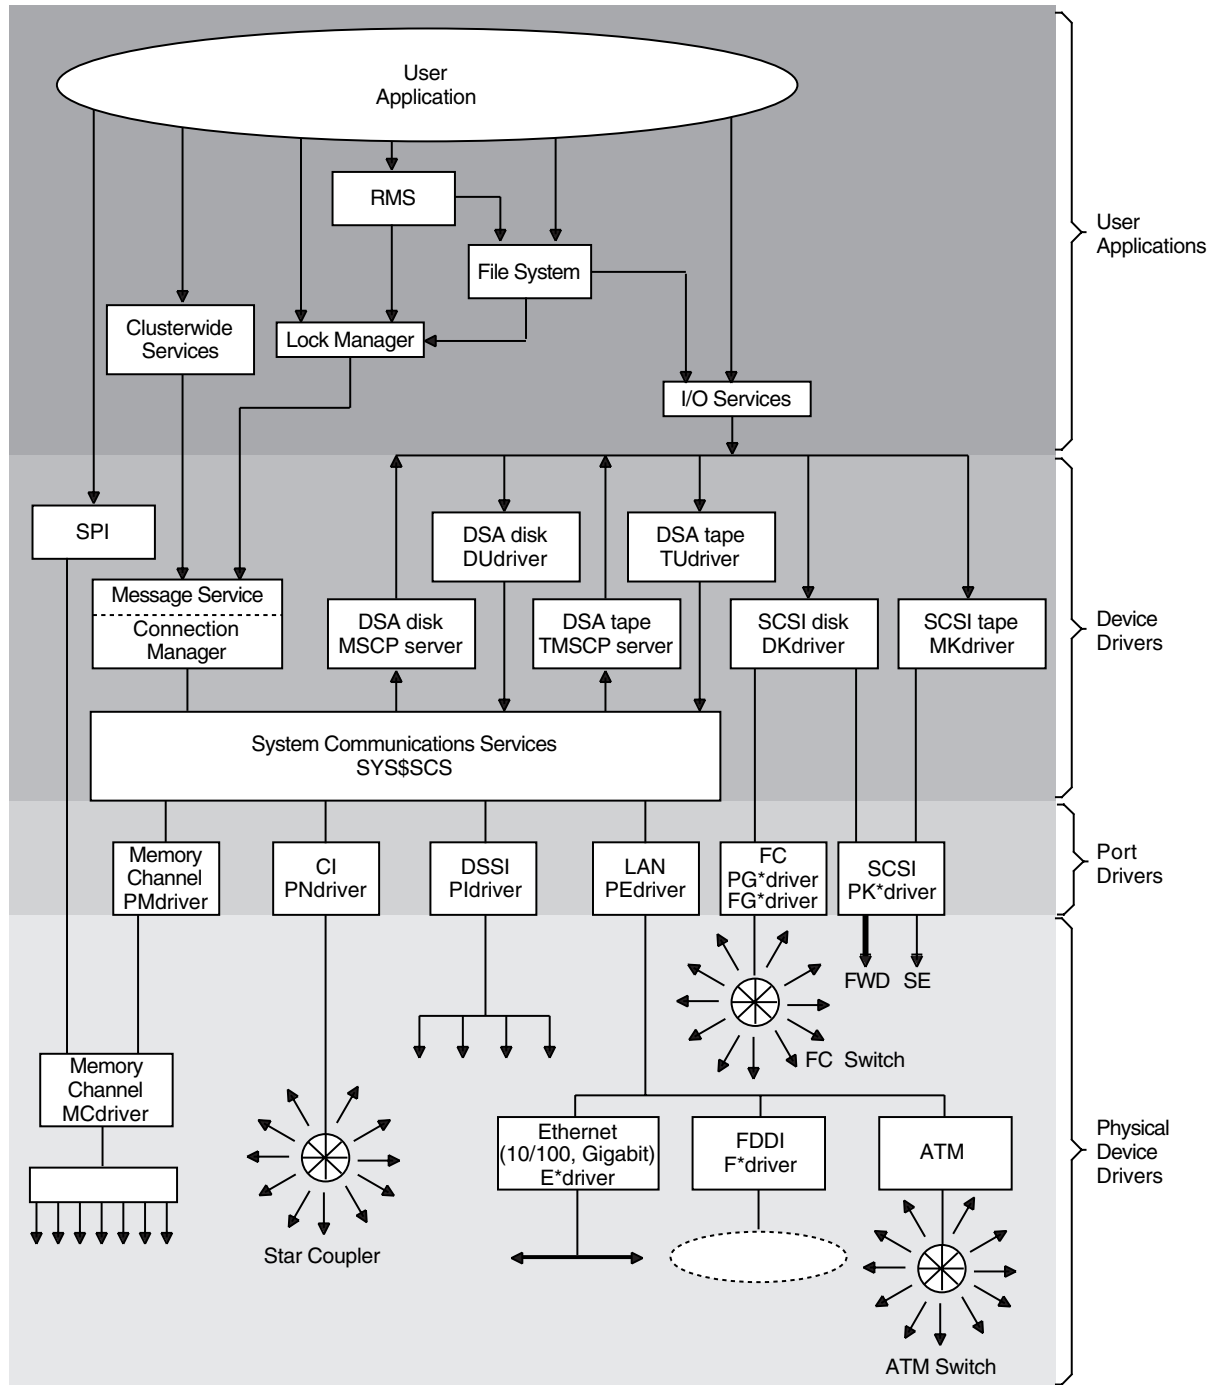 User
Application
RMS
User
Applications
File System
Clusterwide
Services
Lock Manager
I/O Services
SPI
DSA disk
DUdriver
DSA tape
TUdriver
Message Service
Connection
Manager
DSA disk
MSCP server
DSA tape
TMSCP server
SCSI disk
DKdriver
SCSI tape
MKdriver
Device
Drivers
System Communications Services
SYS$SCS
Memory
Channel
PMdriver
CI
PNdriver
DSSI
PIdriver
LAN
PEdriver
FC
PG*driver
FG*driver
SCSI
PK*driver
Port
Drivers
FWD
SE
FC Switch
Memory
Channel
MCdriver
Star Coupler
Ethernet
(10/100, Gigabit)
E*driver
FDDI
F*driver
ATM
Physical
Device
Drivers
ATM Switch